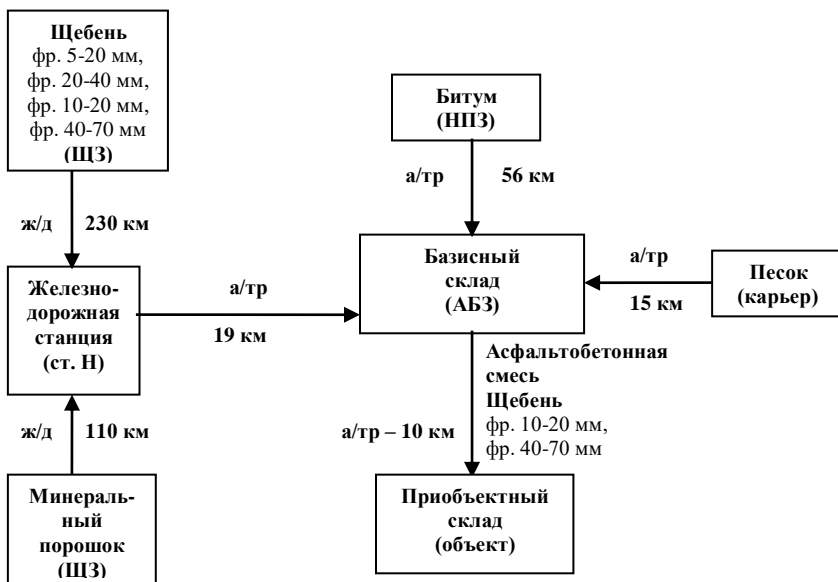 Щебень
фр. 5-20 мм,
фр. 20-40 мм,
фр. 10-20 мм,
фр. 40-70 мм
(ЩЗ)
Битум
(НПЗ)
а/тр 56 км
ж/д 230 км
Железно-
дорожная
станция
(ст. Н)
а/тр
19 км
Базисный
склад
(АБЗ)
а/тр
15 км
Песок
(карьер)
Асфальтобетонная
смесь
Щебень
фр. 10-20 мм,
фр. 40-70 мм
а/тр – 10 км
ж/д 110 км
Минераль-
ный
порошок
(ЩЗ)
Приобъектный
склад
(объект)